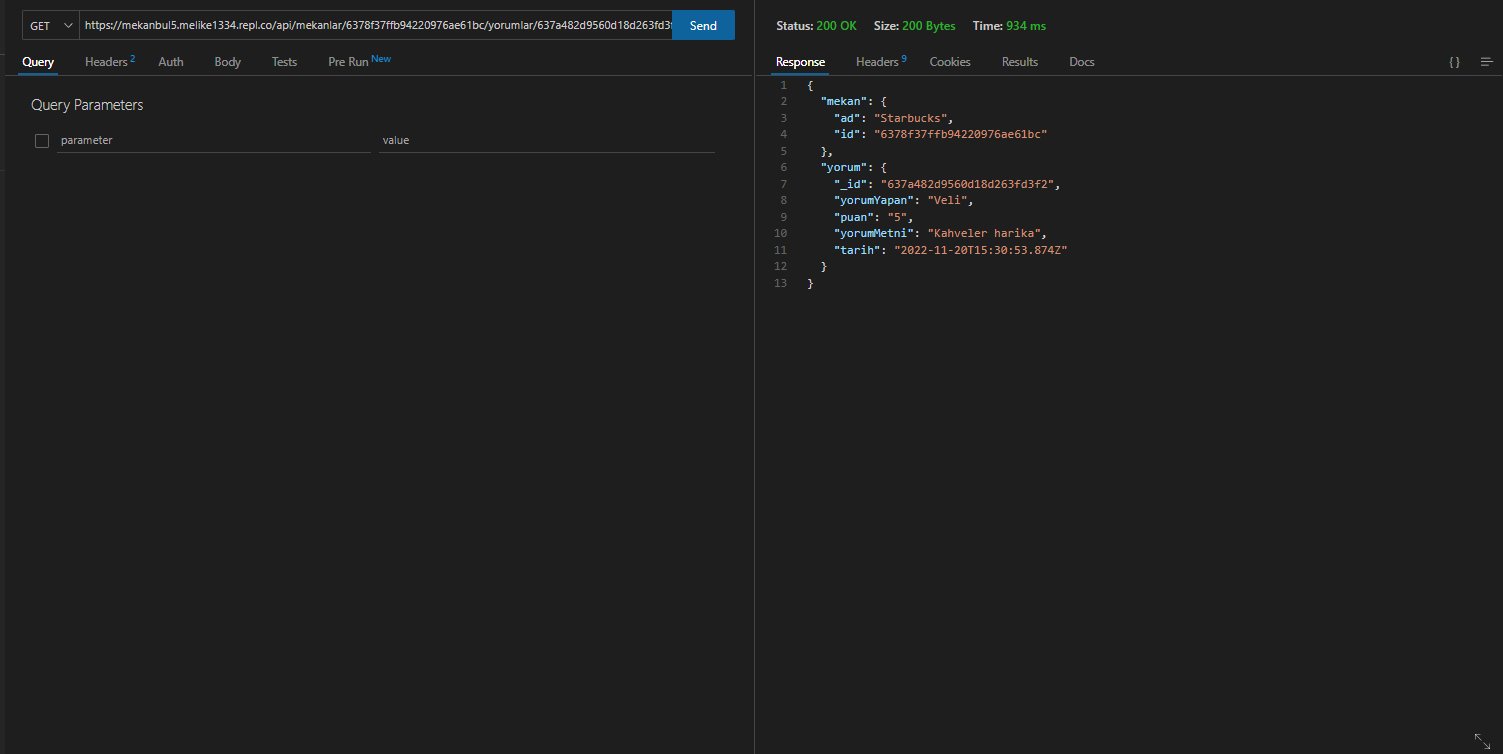 GET https://mekanbul5.melike1334.repl.co/api/mekanlar/6378f37ffb94220976ae61bc/yorumlar/637a482d9560d18d263fd3f Send
Query Headers 2 Auth Body Tests Pre Run New
Query Parameters
parameter value
Status: 200 OK Size: 200 Bytes Time: 934 ms
Response Headers 9 Cookies Results Docs {} 
1 {
2 "mekan": {
3 "ad": "Starbucks",
4 "id": "6378f37ffb94220976ae61bc"
5 },
6 "yorum": {
7 "_id": "637a482d9560d18d263fd3f2",
8 "yorumYapan": "Veli",
9 "puan": "5",
10 "yorumMetni": "Kahveler harika",
11 "tarih": "2022-11-20T15:30:53.874Z"
12 }
13 }